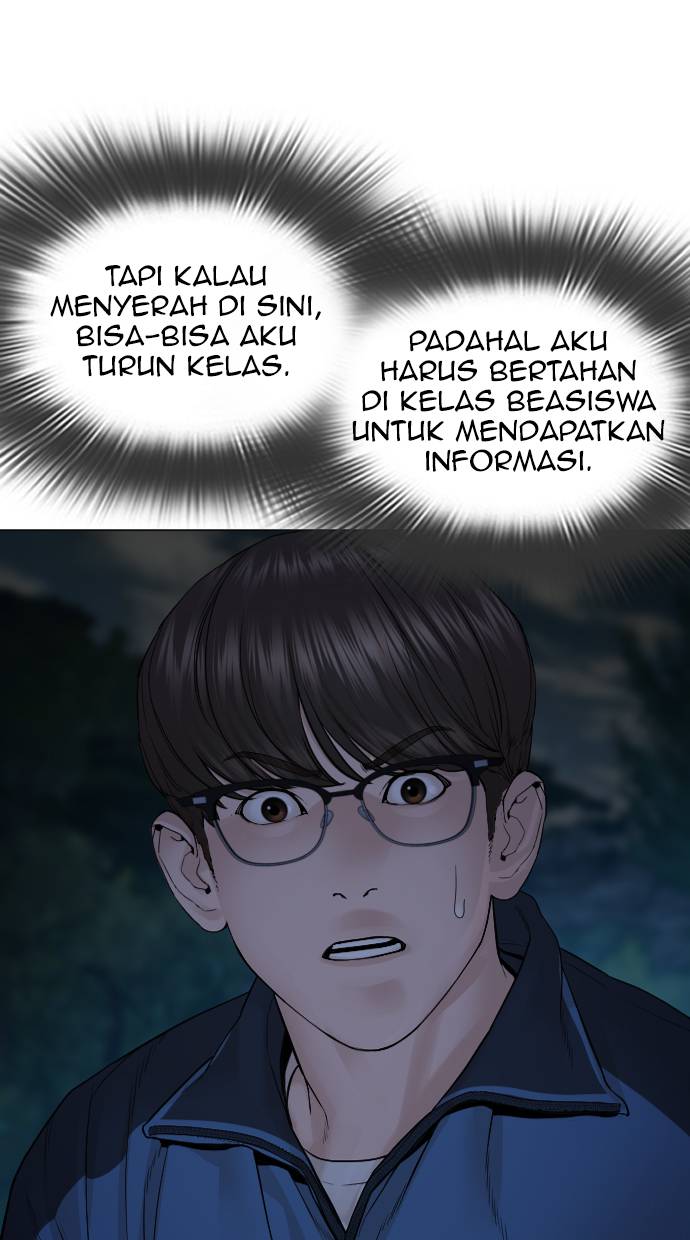 TAPI KALAU
MENYERAH DI SINI,
BISA-BISA AKU
TURUN KELAS.
PADAHAL AKU
HARUS BERTAHAN
DI KELAS BEASISWA
UNTUK MENDAPATKAN
INFORMASI.